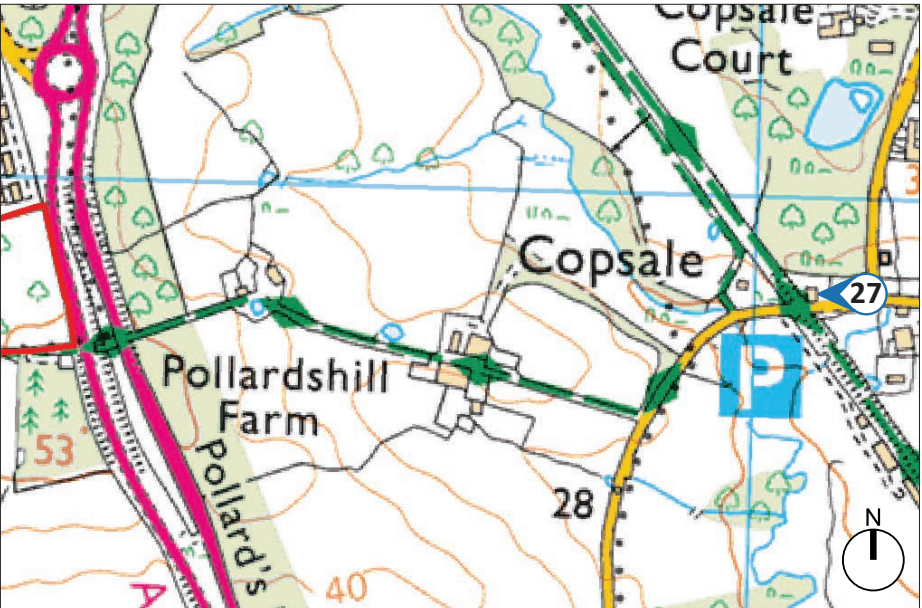 Copsale
Court
Copsale
27
P
Pollardshill
Farm
53
Pollard's
28
N
A
40
3